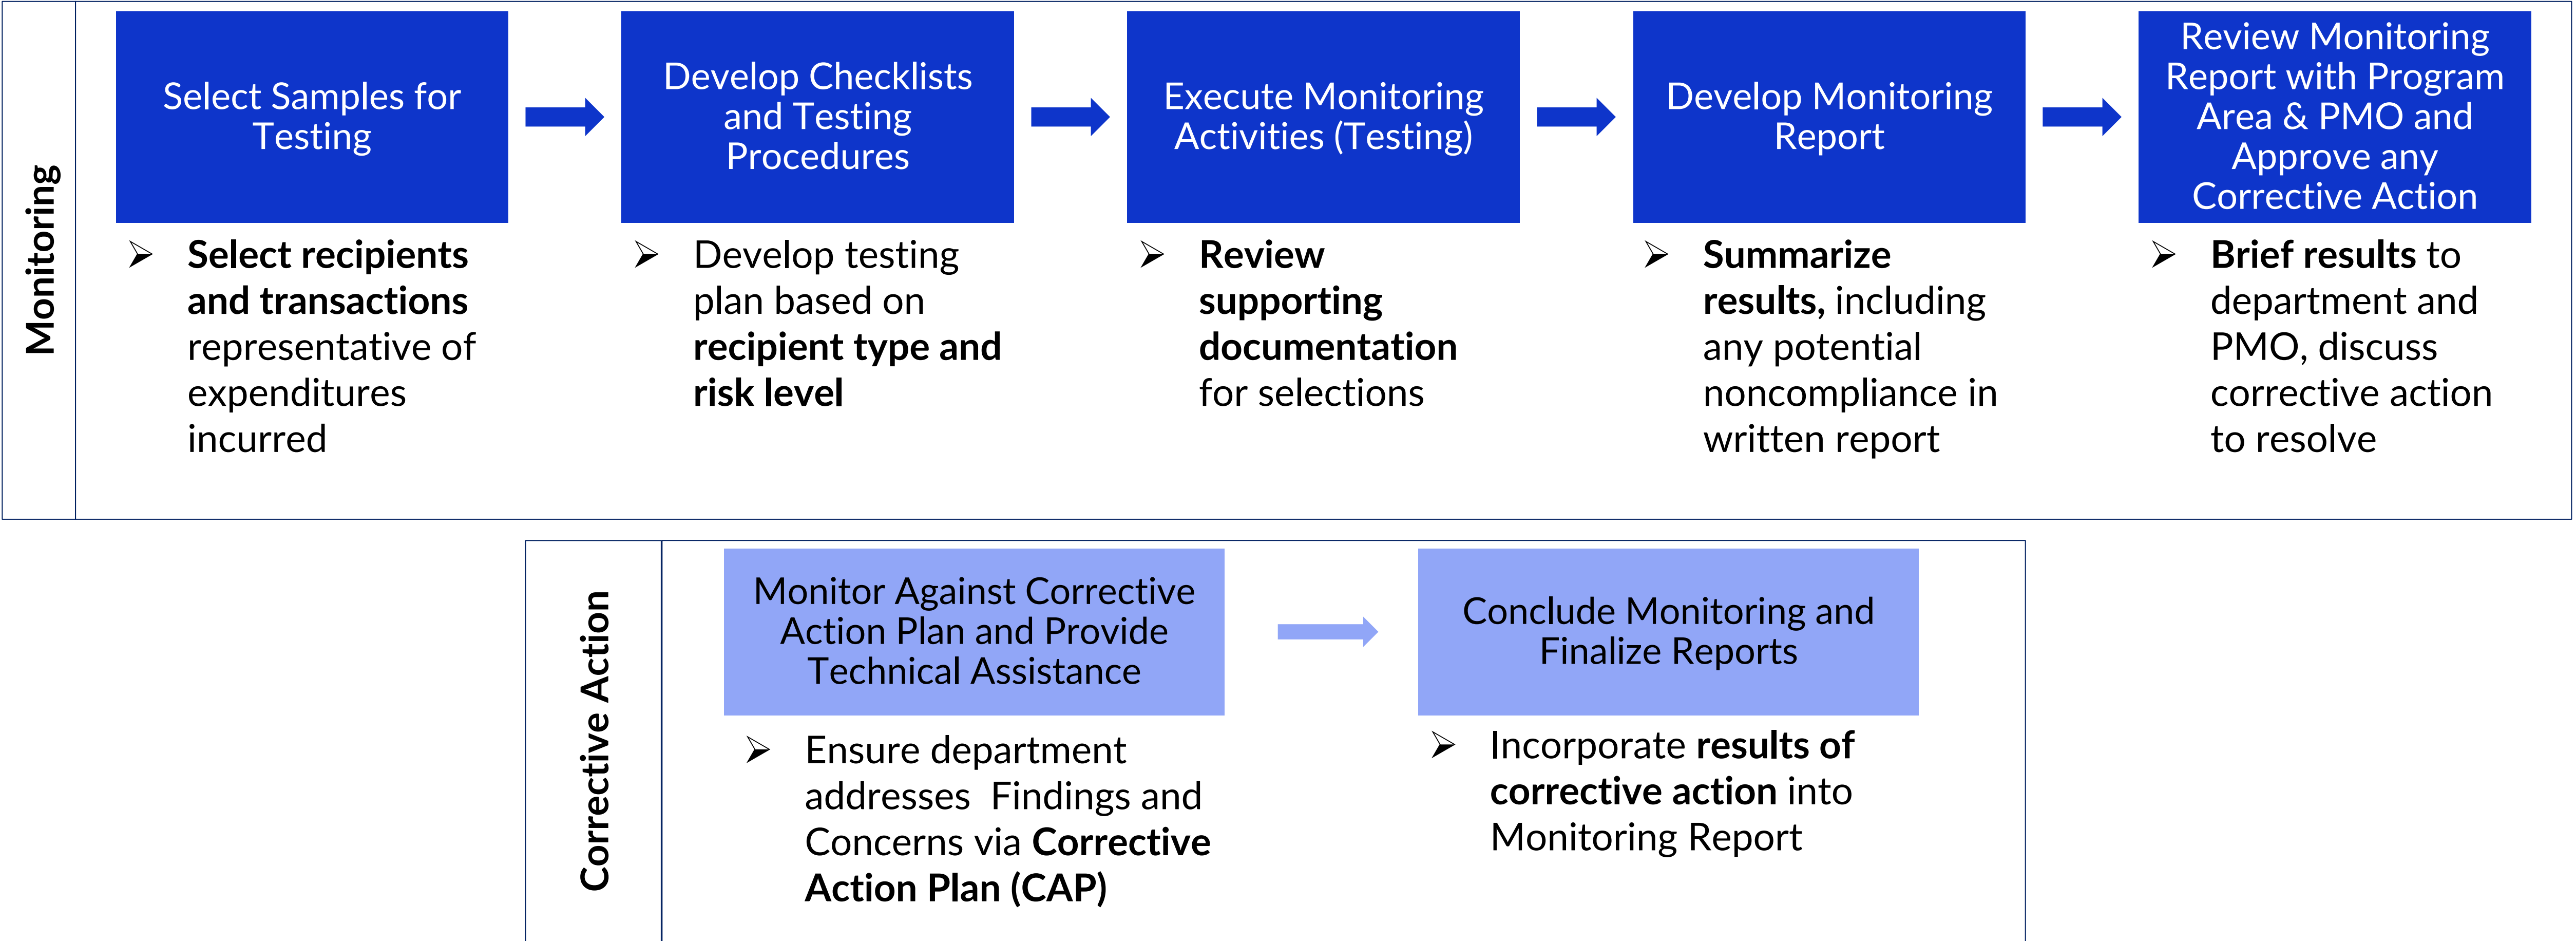 Monitoring
Select Samples for
Testing
➢ Select recipients
and transactions
representative of
expenditures
incurred
Develop Checklists
and Testing
Procedures
➢ Develop testing
plan based on
recipient type and
risk level
Execute Monitoring
Activities (Testing)
➢ Review
supporting
documentation
for selections
Develop Monitoring
Report
➢ Summarize
results, including
any potential
noncompliance in
written report
Review Monitoring
Report with Program
Area & PMO and
Approve any
Corrective Action
➢ Brief results to
department and
PMO, discuss
corrective action
to resolve
Corrective Action
Monitor Against Corrective
Action Plan and Provide
Technical Assistance
➢ Ensure department
addresses  Findings and
Concerns via Corrective
Action Plan (CAP)
Conclude Monitoring and
Finalize Reports
➢ Incorporate results of
corrective action into
Monitoring Report